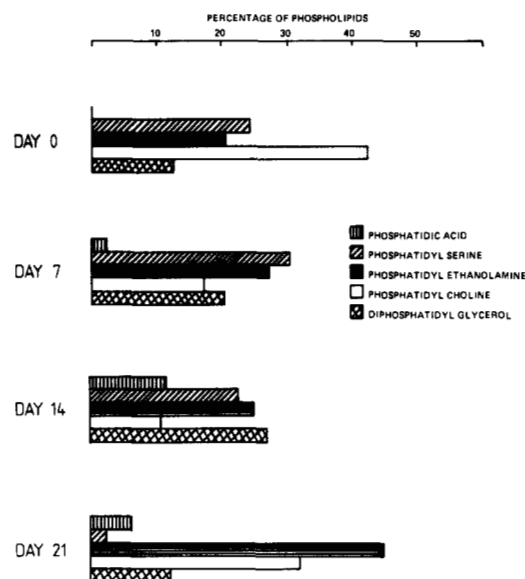 PERCENTAGE OF PHOSPHOLIPIDS
10 20 30 40 50
DAY 0
DAY 7
PHOSPHATIDIC ACID
PHOSPHATIDYL SERINE
PHOSPHATIDYL ETHANOLAMINE
PHOSPHATIDYL CHOLINE
DIPHOSPHATIDYL GLYCEROL
DAY 14
DAY 21